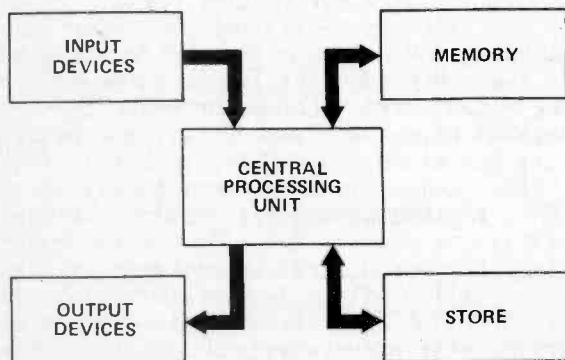 INPUT
DEVICES
MEMORY
CENTRAL
PROCESSING
UNIT
OUTPUT
DEVICES
STORE